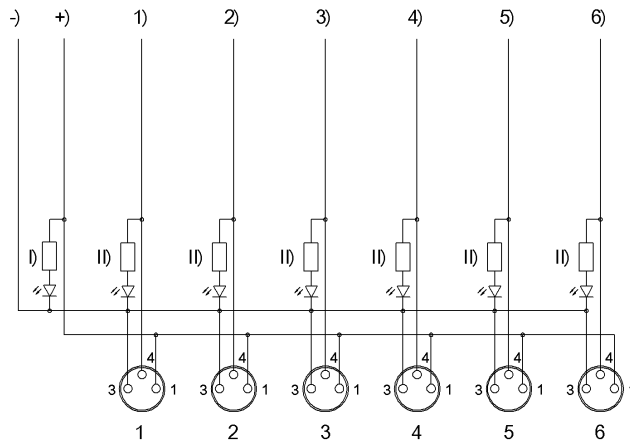 -) +) 1) 2) 3) 4) 5) 6)
I) II) II) II) II) II) II)
4 4 4 4 4 4
3 1 3 1 3 1 3 1 3 1 3
1 2 3 4 5 6